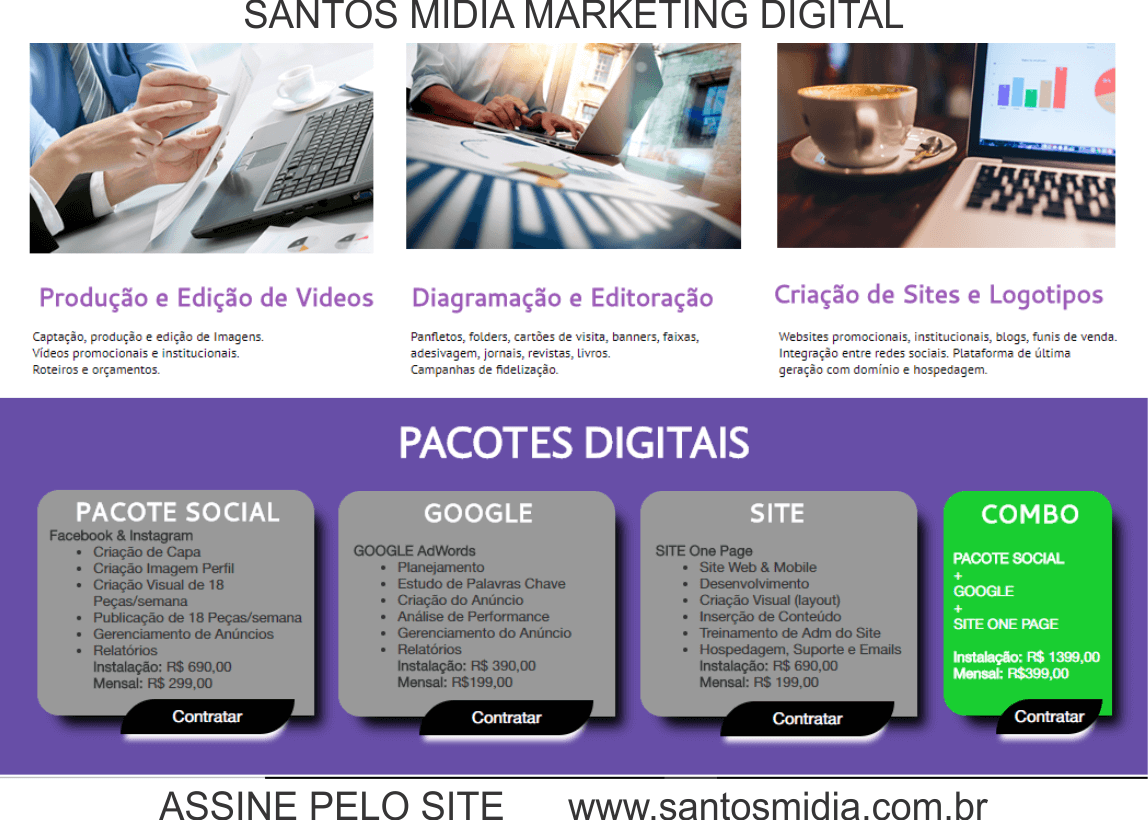 SANTOS MIDIA MARKETING DIGITAL
Produção e Edição de Videos
Captação, produção e edição de Imagens.
Vídeos promocionais e institucionais.
Roteiros e orçamentos.
Diagramação e Editoração
Panfletos, folders, cartões de visita, banners, faixas,
adesivagem, jornais, revistas, livros.
Campanhas de fidelização.
Criação de Sites e Logotipos
Websites promocionais, institucionais, blogs, funis de venda.
Integração entre redes sociais. Plataforma de última
geração com domínio e hospedagem.
PACOTES DIGITAIS
PACOTE SOCIAL
Facebook & Instagram
• Criação de Capa
• Criação Imagem Perfil
• Criação Visual de 18
Peças/semana
• Publicação de 18 Peças/semana
• Gerenciamento de Anúncios
• Relatórios
Instalação: R$ 690,00
Mensal: R$ 299,00
Contratar
GOOGLE
GOOGLE AdWords
• Planejamento
• Estudo de Palavras Chave
• Criação do Anúncio
• Análise de Performance
• Gerenciamento do Anúncio
• Relatórios
Instalação: R$ 390,00
Mensal: R$199,00
Contratar
SITE
SITE One Page
• Site Web & Mobile
• Desenvolvimento
• Criação Visual (layout)
• Inserção de Conteúdo
• Treinamento de Adm do Site
• Hospedagem, Suporte e Emails
Instalação: R$ 690,00
Mensal: R$ 199,00
Contratar
COMBO
PACOTE SOCIAL
+
GOOGLE
+
SITE ONE PAGE
Instalação: R$ 1399,00
Mensal: R$399,00
Contratar
ASSINE PELO SITE www.santosmidia.com.br